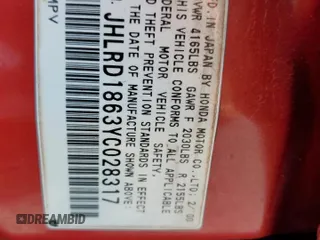 FD.IN JAPAN BY HONDA MOTOR CO.,LTD. 2/00
GVWR 4165LBS GAWR F 2030LBS R 2155LBS
THIS VEHICLE CONFORMS TO ALL APPLICABLE
FEDERAL MOTOR VEHICLE SAFETY,
AND THEFT PREVENTION STANDARDS IN EFFECT
THE DATE OF MANUFACTURE SHOWN ABOVE.
JHLRD1863YC028317
MPV
DREAMBID